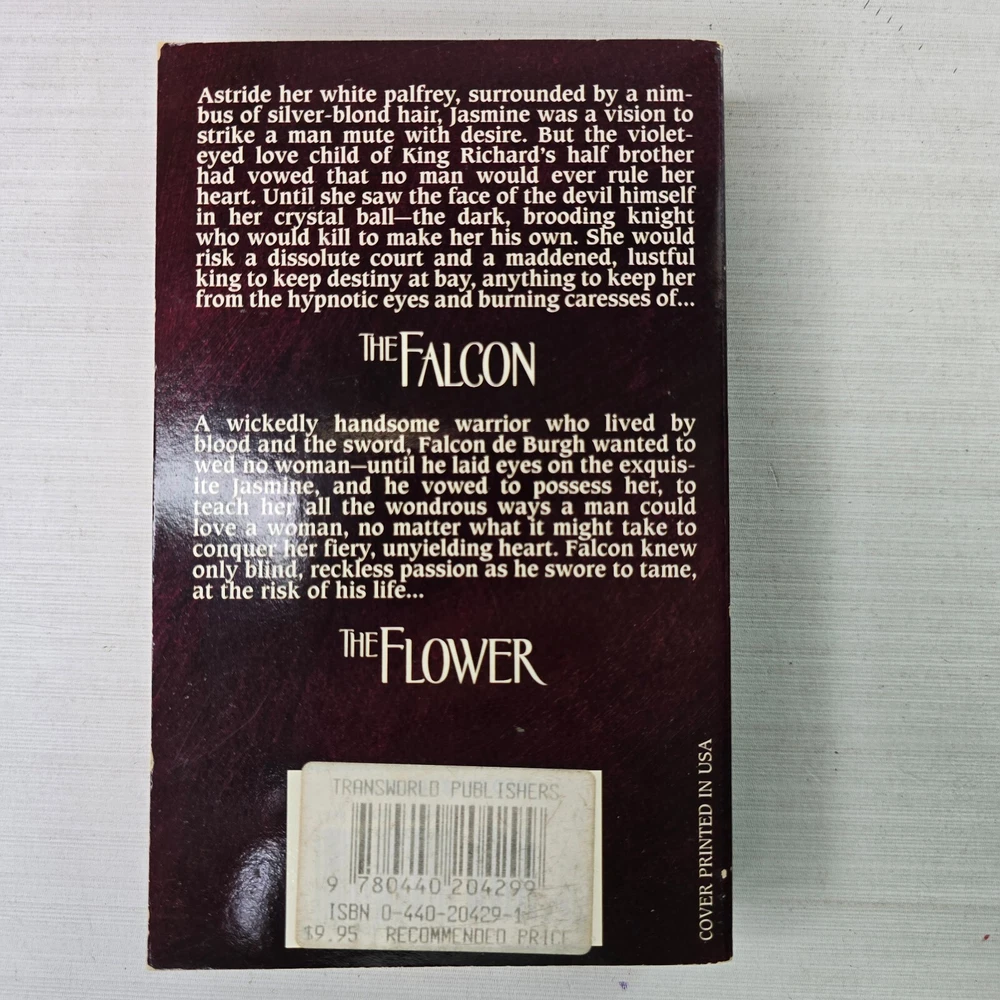 Astride her white palfrey, surrounded by a nim-
bus of silver-blond hair, Jasmine was a vision to
strike a man mute with desire. But the violet-
eyed love child of King Richard's half brother
had vowed that no man would ever rule her
heart. Until she saw the face of the devil himself
in her crystal ball—the dark, brooding knight
who would kill to make her his own. She would
risk a dissolute court and a maddened, lustful
king to keep destiny at bay, anything to keep her
from the hypnotic eyes and burning caresses of...
THE FALCON
A wickedly handsome warrior who lived by
blood and the sword, Falcon de Burgh wanted to
wed no woman—until he laid eyes on the exquis-
ite Jasmine, and he vowed to possess her, to
teach her all the wondrous ways a man could
love a woman, no matter what it might take to
conquer her fiery, unyielding heart. Falcon knew
only blind, reckless passion as he swore to tame,
at the risk of his life...
THE FLOWER
TRANSWORLD PUBLISHERS
9 780440 204299
ISBN 0-440-20429-1
$9.95 RECOMMENDED PRICE
COVER PRINTED IN USA